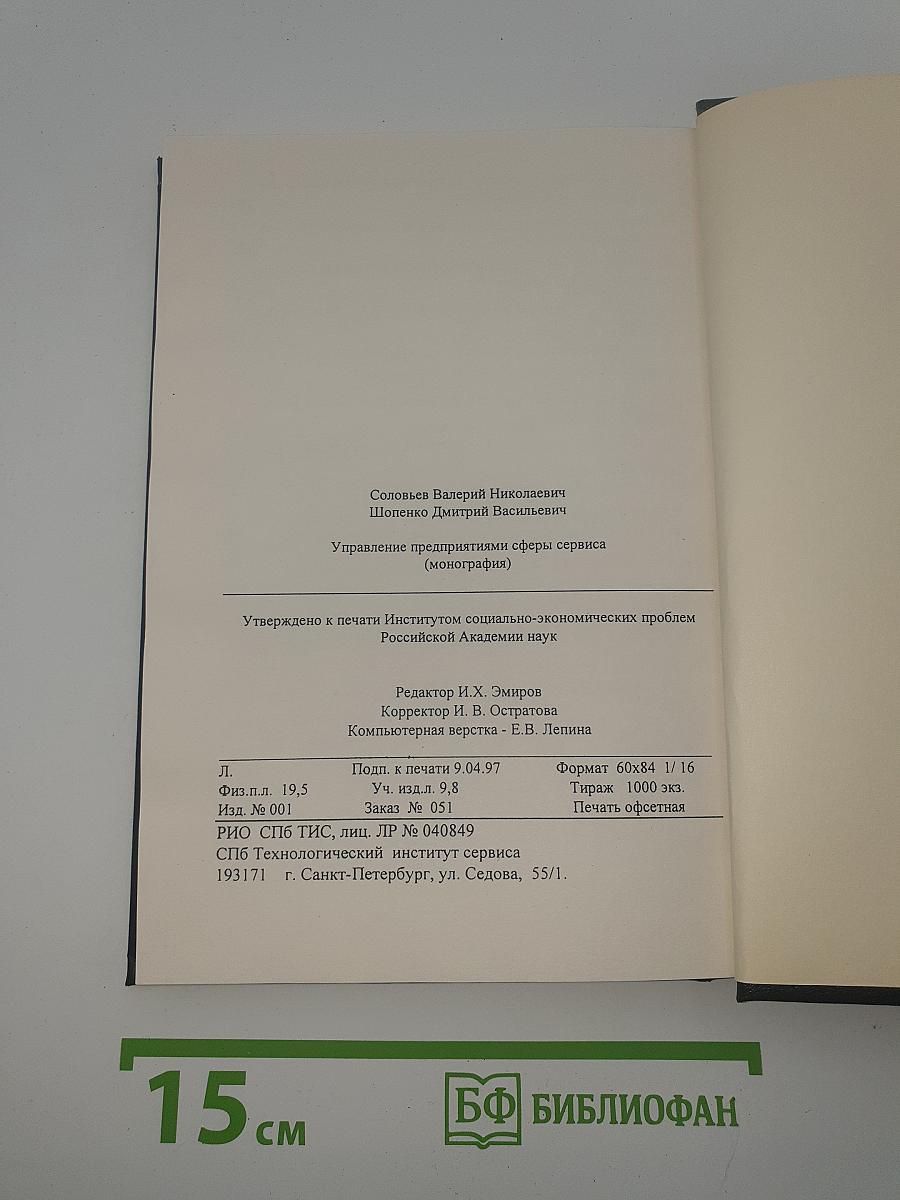 Соловьев Валерий Николаевич
Шопенко Дмитрий Васильевич
Управление предприятиями сферы сервиса
(монография)
Утверждено к печати Институтом социально-экономических проблем
Российской Академии наук
Редактор И.Х. Эмиров
Корректор И. В. Остратова
Компьютерная верстка - Е.В. Лепина
Л. Подп. к печати 9.04.97 Формат 60х84 1/ 16
Физ.п.л. 19,5 Уч. изд.л. 9,8 Тираж 1000 экз.
Изд. № 001 Заказ № 051 Печать офсетная
РИО СПб ТИС, лиц. ЛР № 040849
СПб Технологический институт сервиса
193171 г. Санкт-Петербург, ул. Седова, 55/1.
15 см БФ БИБЛИОФАН